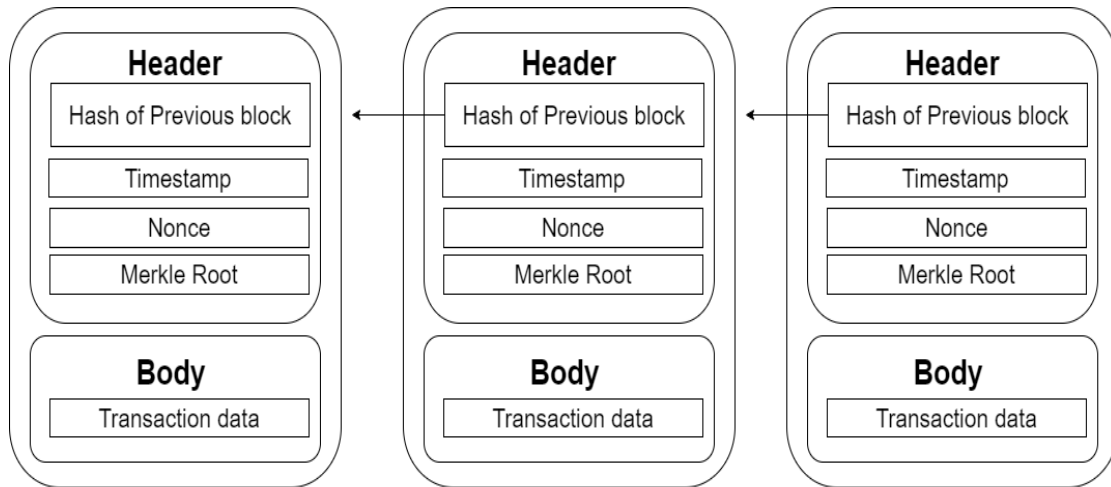 Header
Hash of Previous block
Timestamp
Nonce
Merkle Root
Body
Transaction data
Header
Hash of Previous block
Timestamp
Nonce
Merkle Root
Body
Transaction data
Header
Hash of Previous block
Timestamp
Nonce
Merkle Root
Body
Transaction data